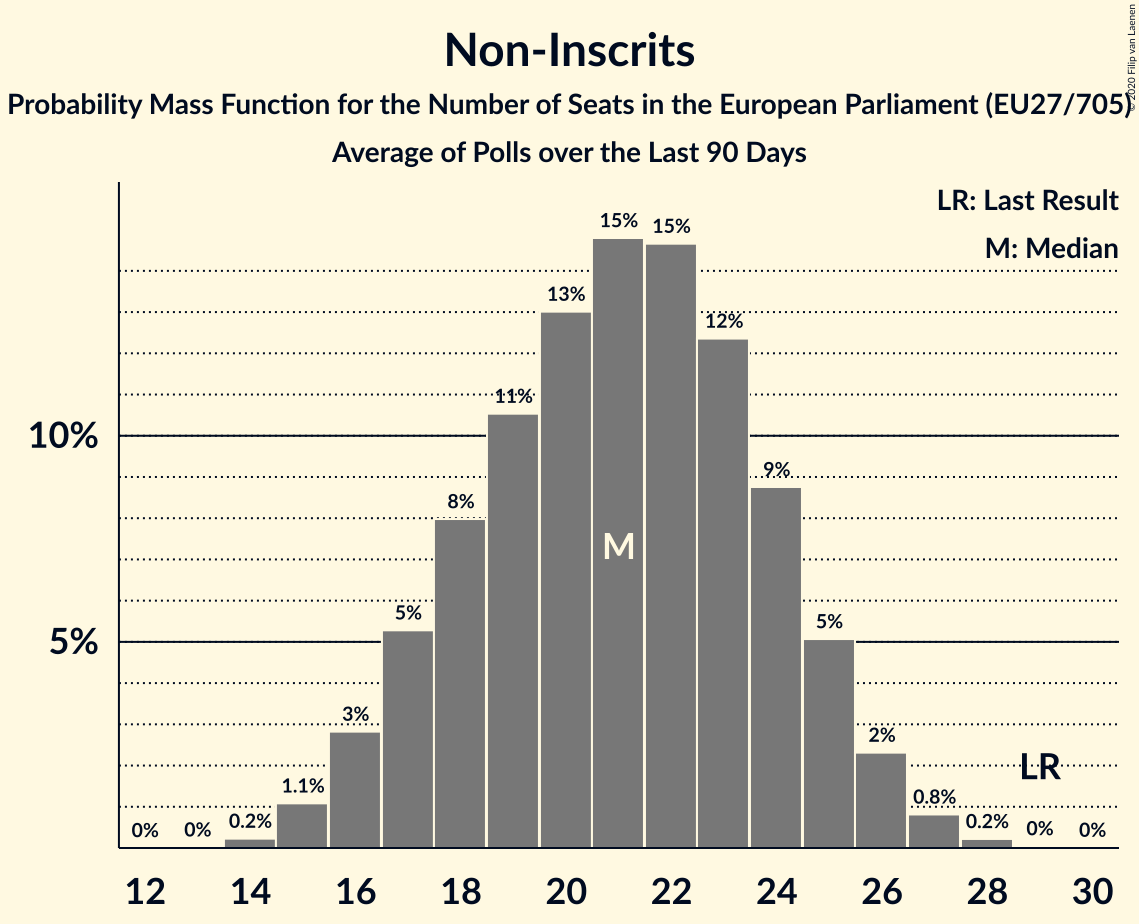 Non-Inscrits
Probability Mass Function for the Number of Seats in the European Parliament (EU27/705)
Average of Polls over the Last 90 Days
© 2020 Filip van Laenen
LR: Last Result
M: Median
10%
5%
0%
0%
0.2%
1.1%
3%
5%
8%
11%
13%
15%
15%
12%
9%
5%
2%
0.8%
0.2%
0%
0%
M
LR
12 14 16 18 20 22 24 26 28 30